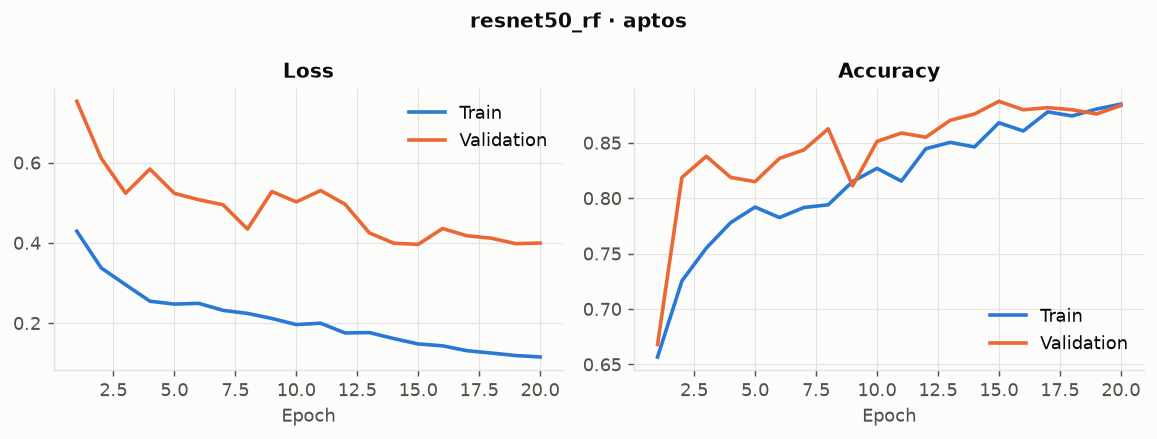 resnet50_rf · aptos
Loss
Train
Validation
0.6
0.4
0.2
2.5 5.0 7.5 10.0 12.5 15.0 17.5 20.0
Epoch
Accuracy
0.85
0.80
0.75
0.70
0.65
Train
Validation
2.5 5.0 7.5 10.0 12.5 15.0 17.5 20.0
Epoch